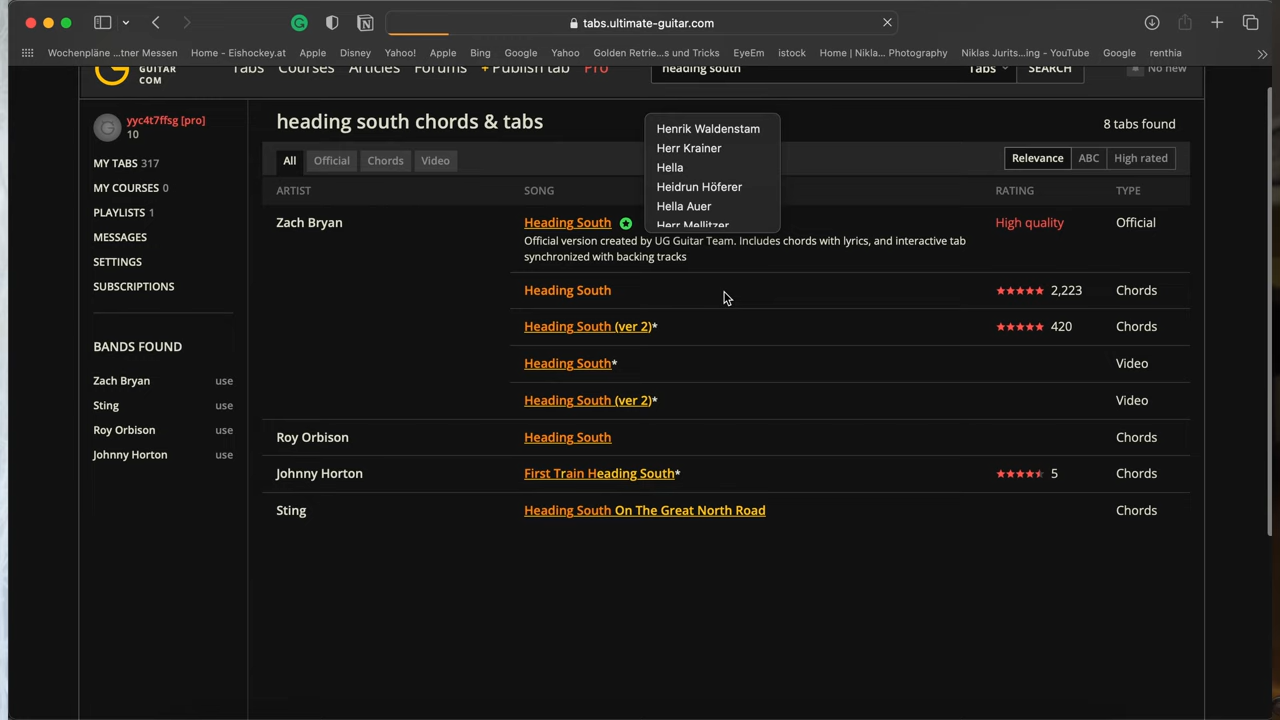 tabs.ultimate-guitar.com
Wochenpläne ...tner Messen Home - Eishockey.at Apple Disney Yahoo! Apple Bing Google Yahoo Golden Retrie...s und Tricks EyeEm istock Home | Nikla... Photography Niklas Jurits...ing - YouTube Google renthia
GUITAR
COM
Tabs Courses Articles Forums + Publish tab Pro
heading south Tabs SEARCH No new
yyc4t7ffsg [pro]
10
MY TABS 317
MY COURSES 0
PLAYLISTS 1
MESSAGES
SETTINGS
SUBSCRIPTIONS
BANDS FOUND
Zach Bryan use
Sting use
Roy Orbison use
Johnny Horton use
heading south chords & tabs
8 tabs found
Henrik Waldenstam
Herr Krainer
Hella
Heidrun Höferer
Hella Auer
Herr Mellitzer
All Official Chords Video
Relevance ABC High rated
ARTIST SONG RATING TYPE
Zach Bryan Heading South High quality Official
Official version created by UG Guitar Team. Includes chords with lyrics, and interactive tab
synchronized with backing tracks
Heading South 2,223 Chords
Heading South (ver 2)* 420 Chords
Heading South* Video
Heading South (ver 2)* Video
Roy Orbison Heading South Chords
Johnny Horton First Train Heading South* 5 Chords
Sting Heading South On The Great North Road Chords